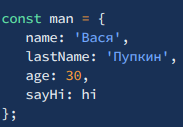 const man = {
name: 'Вася',
lastName: 'Пупкин',
age: 30,
sayHi: hi
};